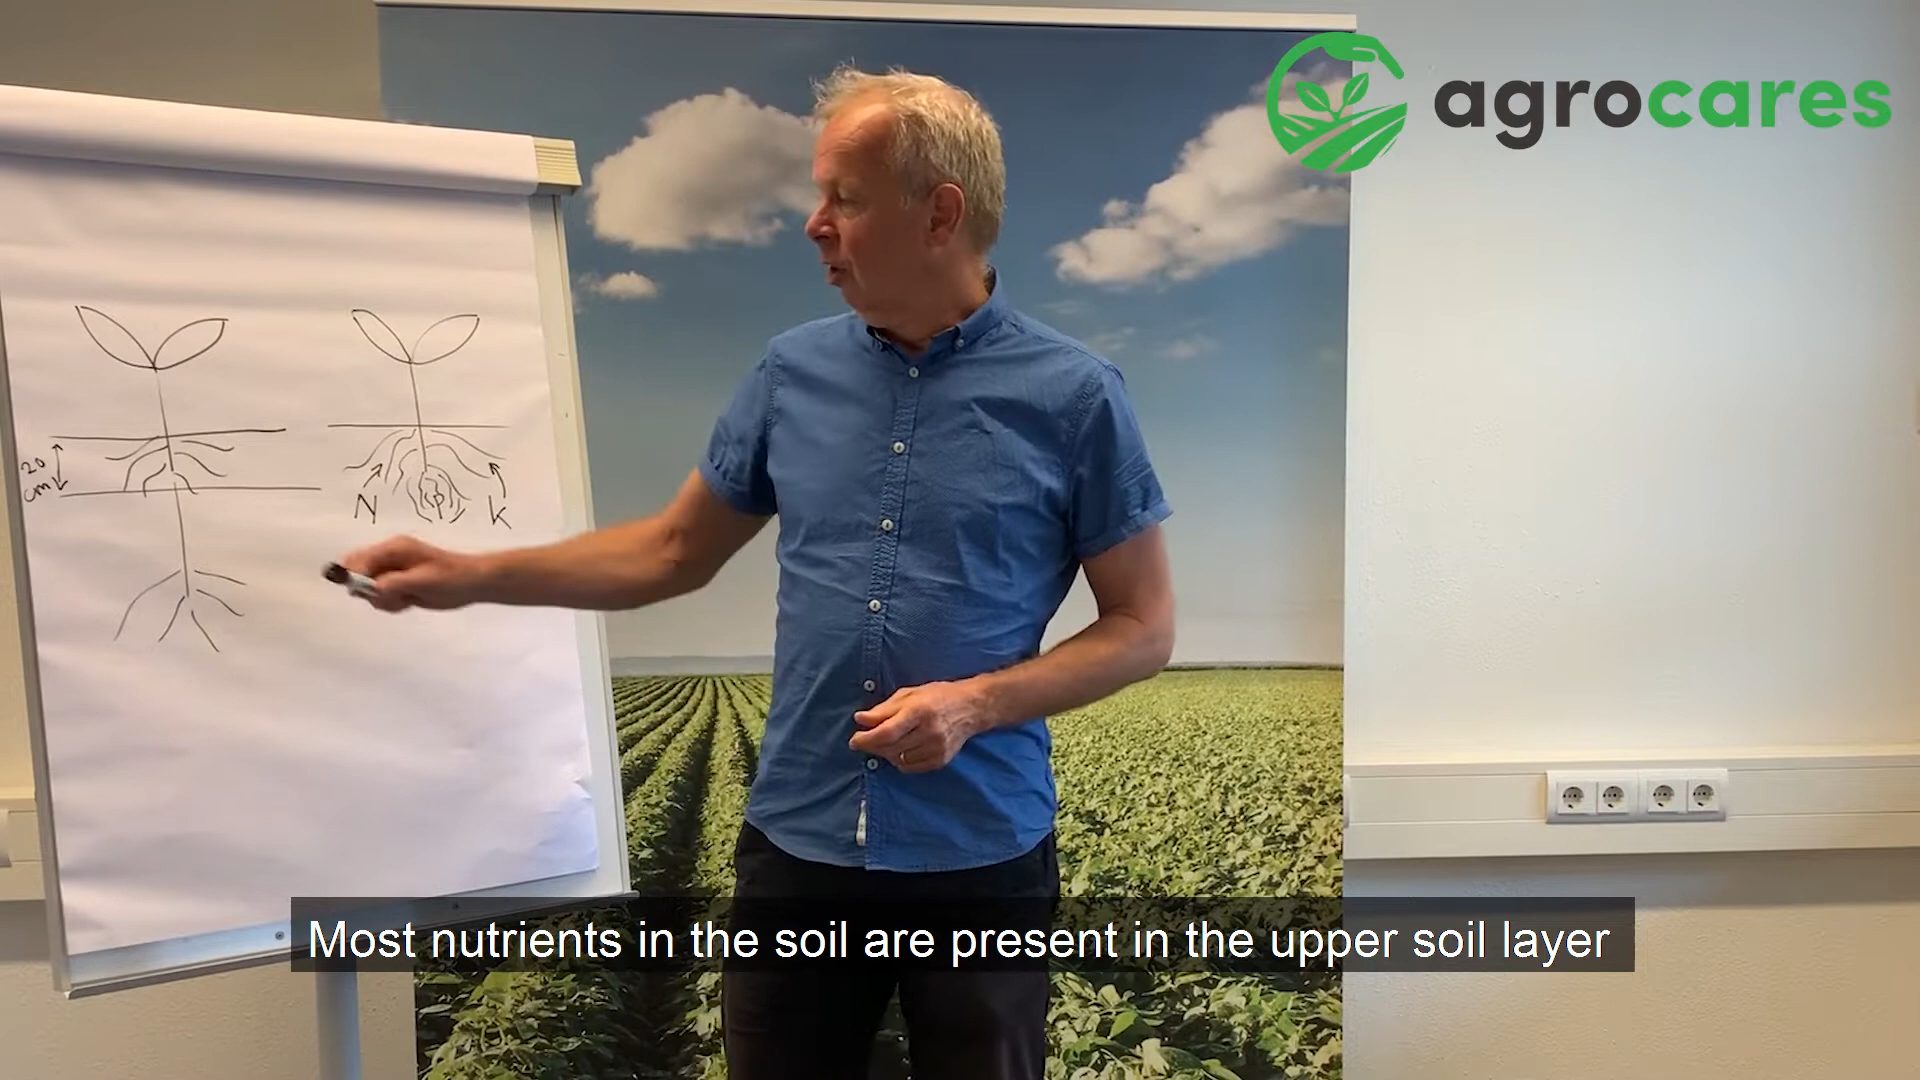 agrocares
20
cm
N
P
K
Most nutrients in the soil are present in the upper soil layer